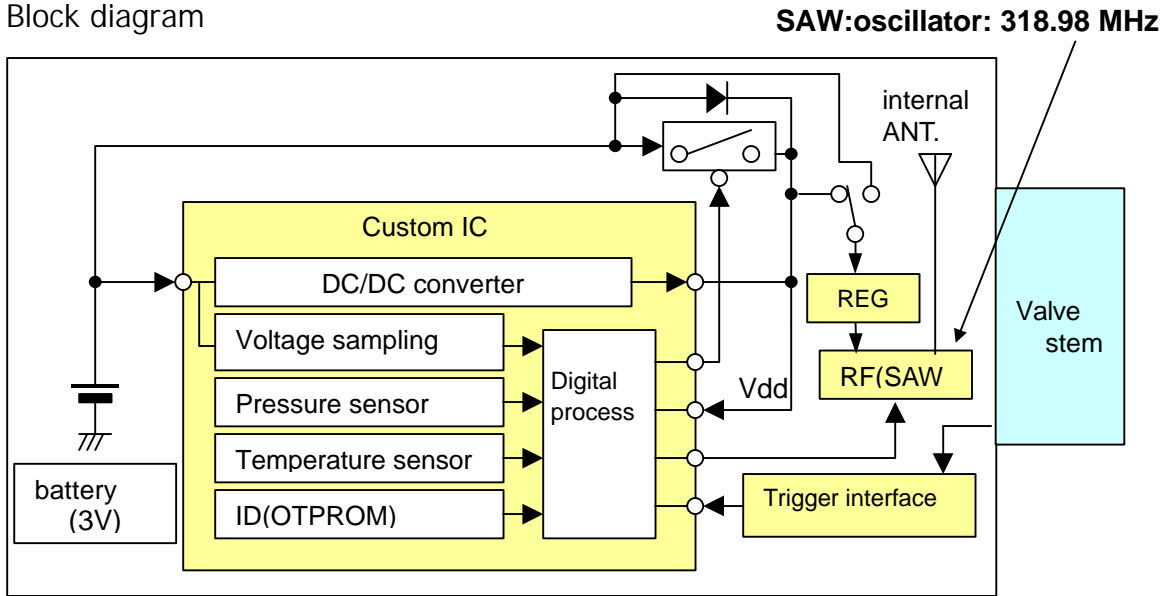 Block diagram
SAW:oscillator: 318.98 MHz
internal
ANT.
Custom IC
DC/DC converter
Voltage sampling
Pressure sensor
Temperature sensor
ID(OTPROM)
Digital
process
Vdd
REG
RF(SAW
Trigger interface
Valve
stem
battery
(3V)